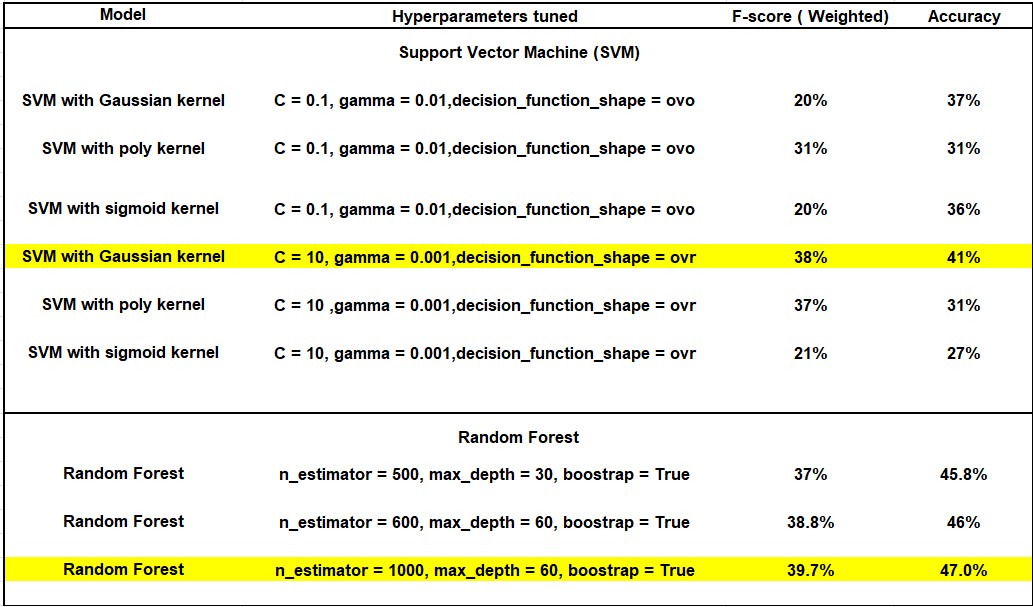 Model Hyperparameters tuned F-score ( Weighted) Accuracy
Support Vector Machine (SVM)
SVM with Gaussian kernel C = 0.1, gamma = 0.01,decision_function_shape = ovo 20% 37%
SVM with poly kernel C = 0.1, gamma = 0.01,decision_function_shape = ovo 31% 31%
SVM with sigmoid kernel C = 0.1, gamma = 0.01,decision_function_shape = ovo 20% 36%
SVM with Gaussian kernel C = 10, gamma = 0.001,decision_function_shape = ovr 38% 41%
SVM with poly kernel C = 10 ,gamma = 0.001,decision_function_shape = ovr 37% 31%
SVM with sigmoid kernel C = 10, gamma = 0.001,decision_function_shape = ovr 21% 27%
Random Forest
Random Forest n_estimator = 500, max_depth = 30, boostrap = True 37% 45.8%
Random Forest n_estimator = 600, max_depth = 60, boostrap = True 38.8% 46%
Random Forest n_estimator = 1000, max_depth = 60, boostrap = True 39.7% 47.0%